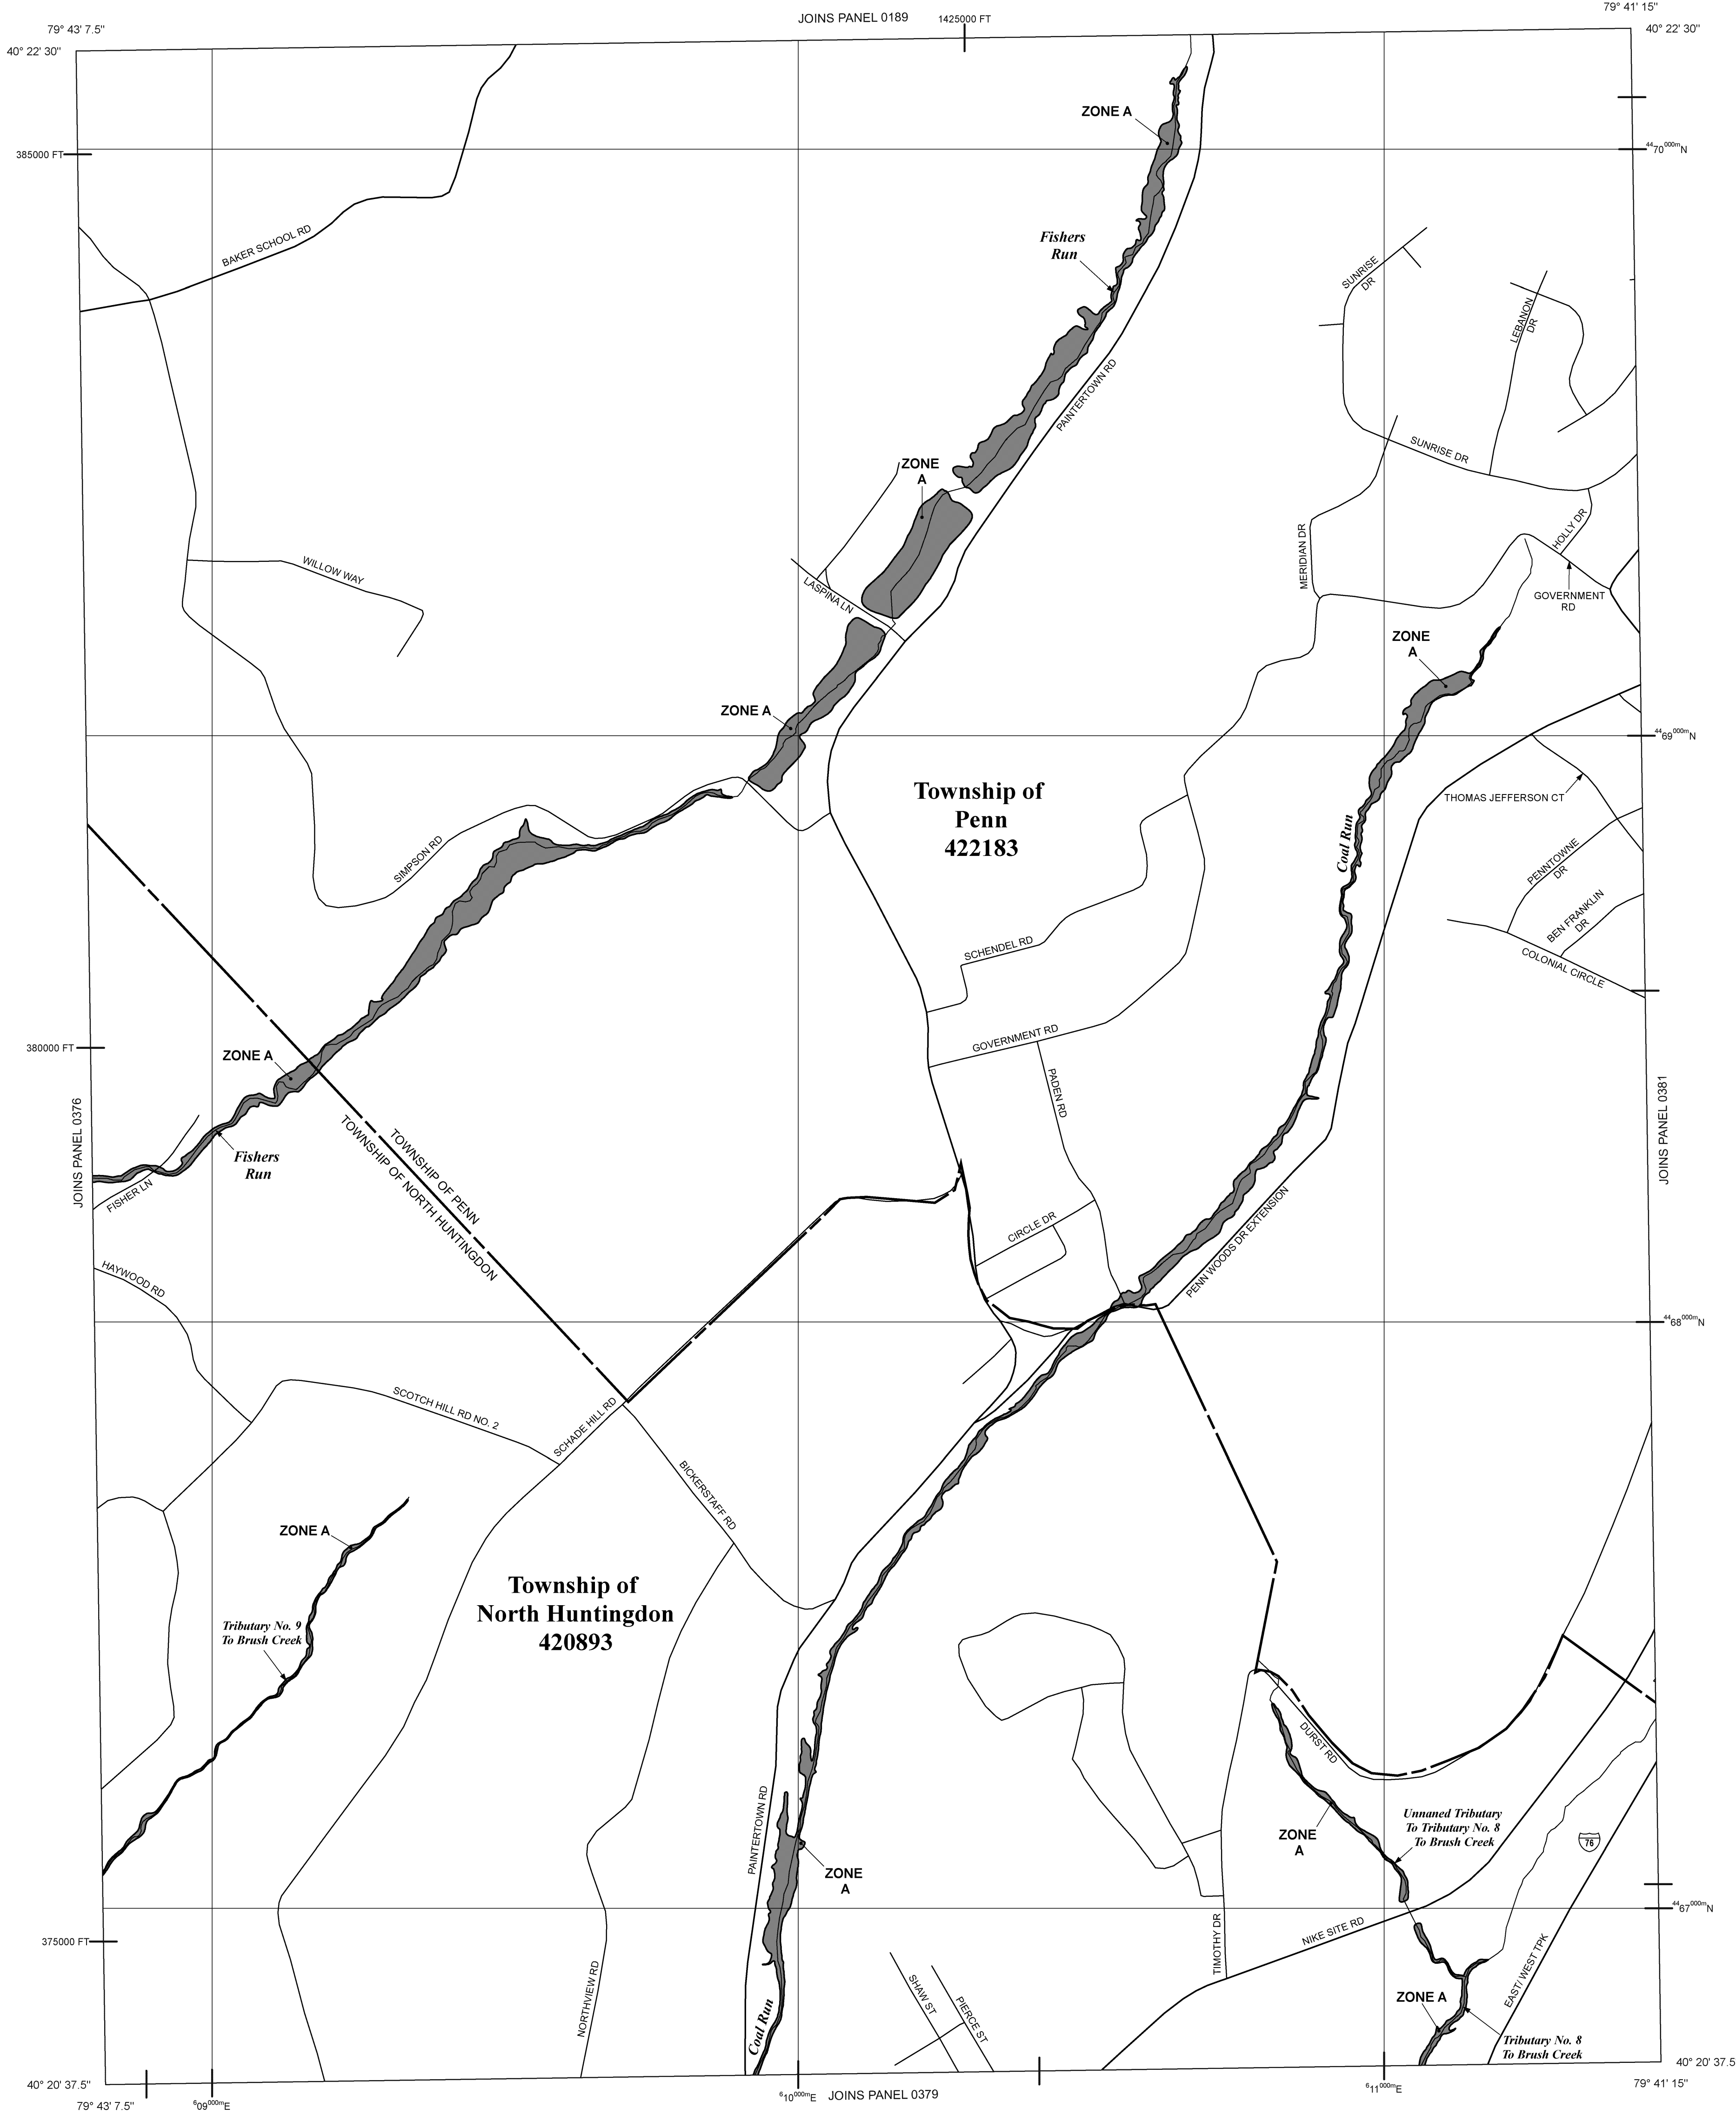 JOINS PANEL 0189
1425000 FT
79° 41' 15"
79° 43' 7.5"
40° 22' 30"
40° 22' 30"
ZONE A
385000 FT
4470000m N
BAKER SCHOOL RD
Fishers
Run
SUNRISE
DR
LEBANON
DR
PAINTERTOWN RD
SUNRISE DR
ZONE
A
HOLLY DR
MERIDIAN DR
WILLOW WAY
LASPINA LN
GOVERNMENT
RD
ZONE
A
ZONE A
4469000m N
Township of
Penn
422183
THOMAS JEFFERSON CT
Coal Run
SIMPSON RD
PENNTOWNE
DR
BEN FRANKLIN
DR
SCHENDEL RD
COLONIAL CIRCLE
GOVERNMENT RD
380000 FT
ZONE A
PADEN RD
JOINS PANEL 0376
JOINS PANEL 0381
TOWNSHIP OF PENN
TOWNSHIP OF NORTH HUNTINGDON
Fishers
Run
FISHER LN
CIRCLE DR
PENN WOODS DR EXTENSION
HAYWOOD RD
4468000m N
SCOTCH HILL RD NO. 2
SCHADE HILL RD
BICKERSTAFF RD
ZONE A
Township of
North Huntingdon
420893
Tributary No. 9
To Brush Creek
DURST RD
PAINTERTOWN RD
Unnaned Tributary
To Tributary No. 8
To Brush Creek
ZONE
A
76
ZONE
A
4467000m N
NIKE SITE RD
TIMOTHY DR
375000 FT
EAST/ WEST TPK
NORTHVIEW RD
SHAW ST
PIERCE ST
ZONE A
Coal Run
Tributary No. 8
To Brush Creek
40° 20' 37.5"
40° 20' 37.5
79° 43' 7.5"
609000m E
610000m E
JOINS PANEL 0379
611000m E
79° 41' 15"